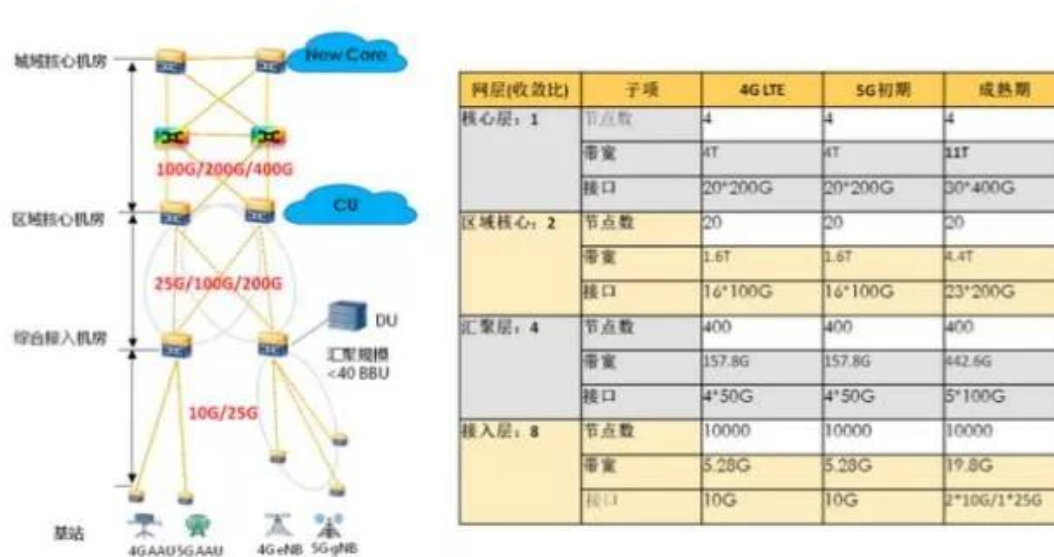 城域核心机房
New Core
100G/200G/400G
区域核心机房
CU
25G/100G/200G
综合接入机房
DU
汇聚规模
<40 BBU
10G/25G
基站
4G AAU 5G AAU 4G eNB 5G gNB
网层(收敛比) 子项 4G LTE 5G初期 成熟期
核心层：1 节点数 4 4 4
带宽 4T 4T 11T
接口 20*200G 20*200G 30*400G
区域核心：2 节点数 20 20 20
带宽 1.6T 1.6T 4.4T
接口 16*100G 16*100G 23*200G
汇聚层：4 节点数 400 400 400
带宽 157.8G 157.8G 442.6G
接口 4*50G 4*50G 5*100G
接入层：8 节点数 10000 10000 10000
带宽 5.28G 5.28G 19.8G
接口 10G 10G 2*10G/1*25G